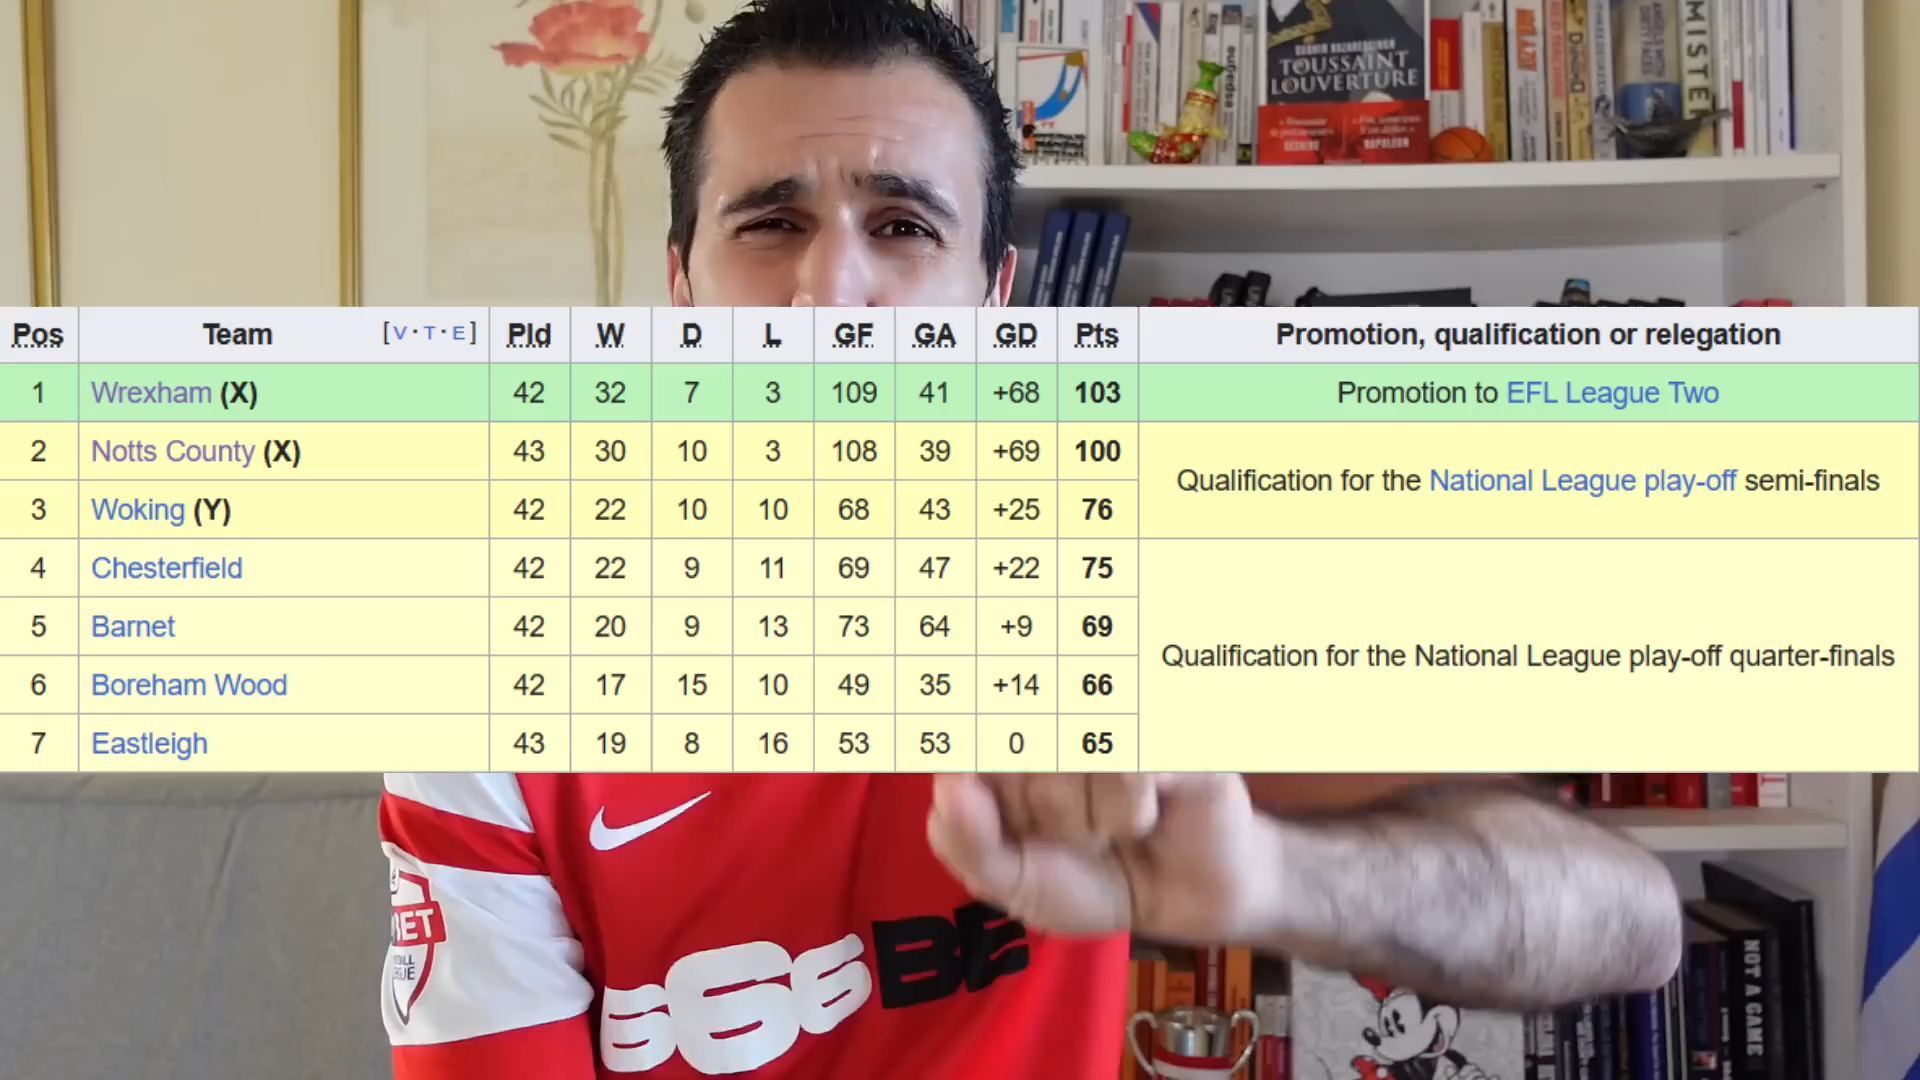 TOUSSAINT
LOUVERTURE
NAPOLÉON
MISTE
Pos Team [V·T·E] Pld W D L GF GA GD Pts Promotion, qualification or relegation
1 Wrexham (X) 42 32 7 3 109 41 +68 103 Promotion to EFL League Two
2 Notts County (X) 43 30 10 3 108 39 +69 100 Qualification for the National League play-off semi-finals
3 Woking (Y) 42 22 10 10 68 43 +25 76
4 Chesterfield 42 22 9 11 69 47 +22 75 Qualification for the National League play-off quarter-finals
5 Barnet 42 20 9 13 73 64 +9 69
6 Boreham Wood 42 17 15 10 49 35 +14 66
7 Eastleigh 43 19 8 16 53 53 0 65
BET
666BE
NOT A GAME